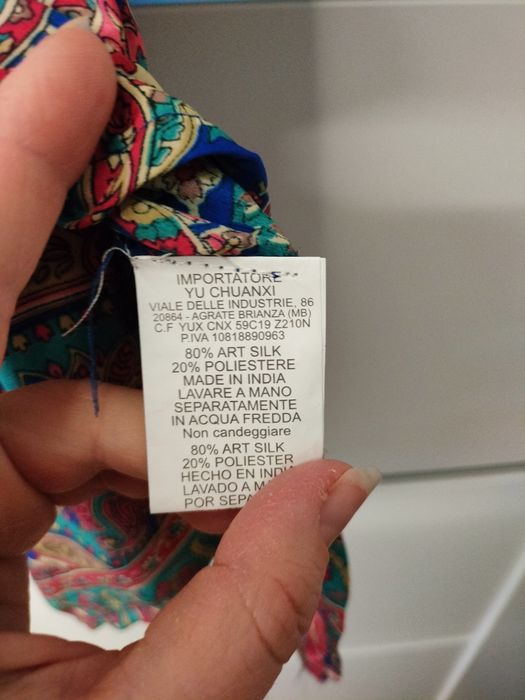 IMPORTATORE
YU CHUANXI
VIALE DELLE INDUSTRIE, 86
20864 - AGRATE BRIANZA (MB)
C.F YUX CNX 59C19 Z210N
P.IVA 10818890963
80% ART SILK
20% POLIESTERE
MADE IN INDIA
LAVARE A MANO
SEPARATAMENTE
IN ACQUA FREDDA
Non candeggiare
80% ART SILK
20% POLIESTER
HECHO EN INDIA
LAVADO A
POR